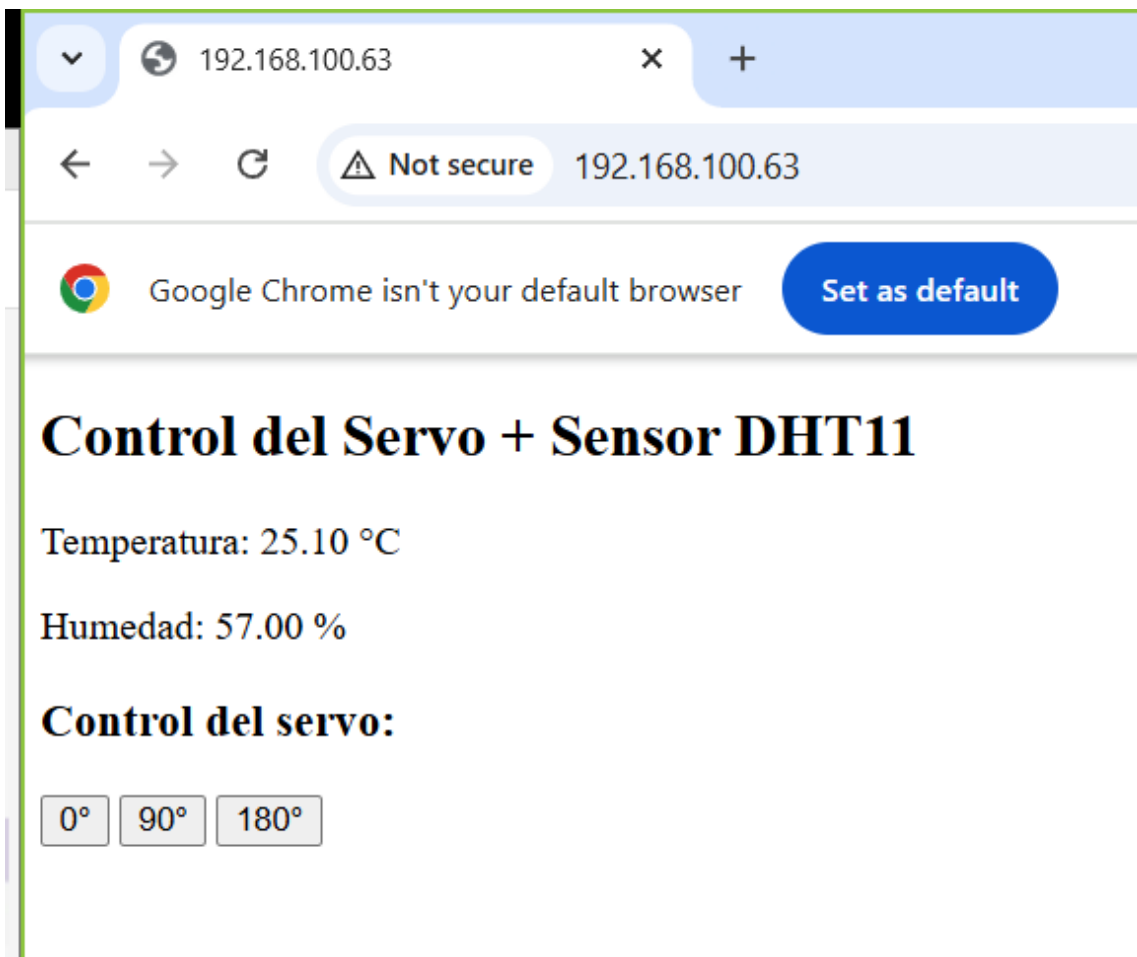 192.168.100.63
Not secure 192.168.100.63
Google Chrome isn't your default browser Set as default
Control del Servo + Sensor DHT11
Temperatura: 25.10 °C
Humedad: 57.00 %
Control del servo:
0° 90° 180°